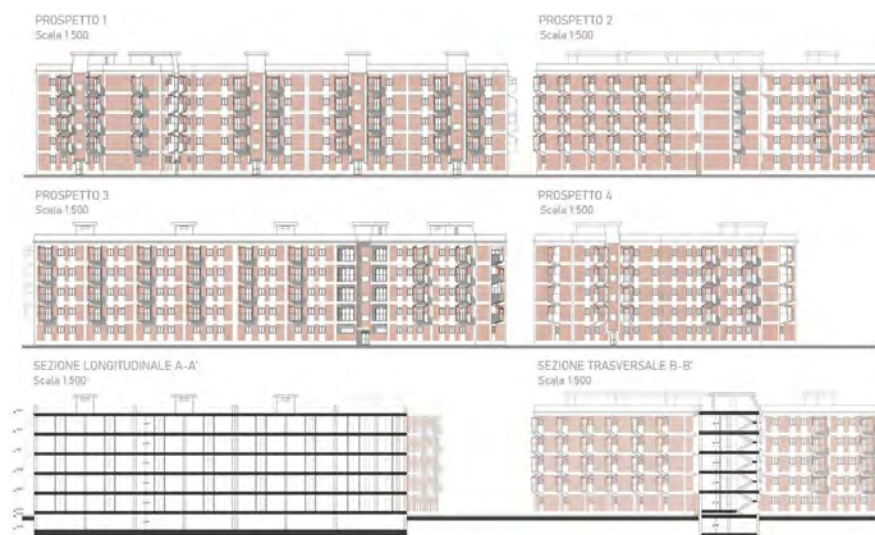 PROSPETTO 1
Scala 1:500
PROSPETTO 2
Scala 1:500
PROSPETTO 3
Scala 1:500
PROSPETTO 4
Scala 1:500
SEZIONE LONGITUDINALE A-A'
Scala 1:500
SEZIONE TRASVERSALE B-B'
Scala 1:500